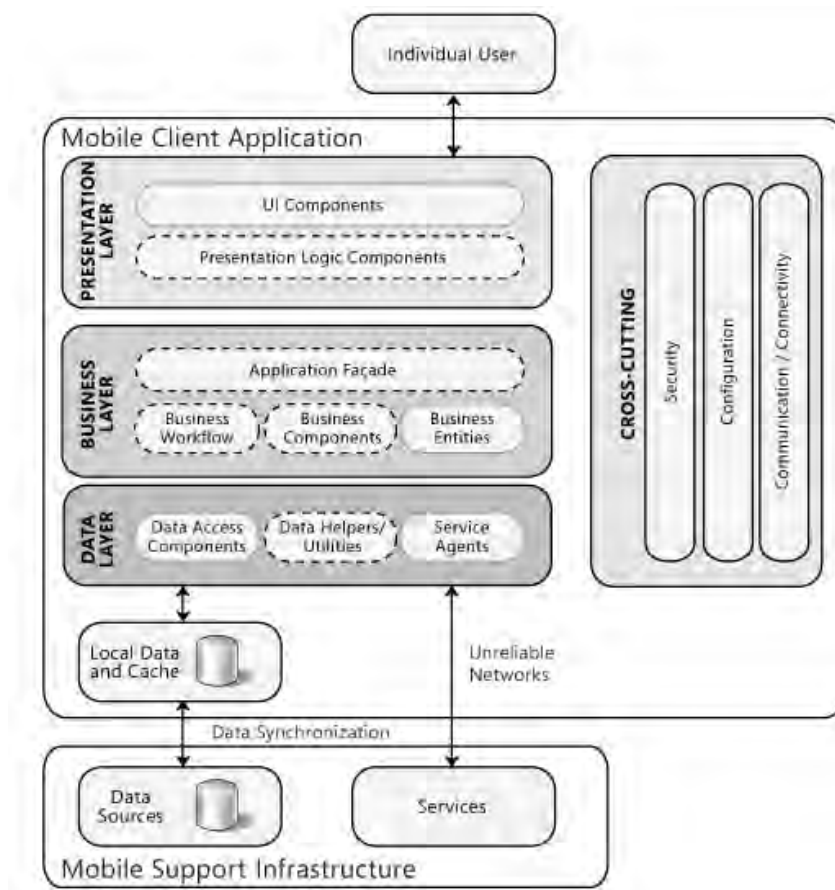 Individual User
Mobile Client Application
PRESENTATION
LAYER
UI Components
Presentation Logic Components
BUSINESS
LAYER
Application Façade
Business
Workflow
Business
Components
Business
Entities
DATA
LAYER
Data Access
Components
Data Helpers/
Utilities
Service
Agents
CROSS-CUTTING
Security
Configuration
Communication / Connectivity
Local Data
and Cache
Unreliable
Networks
Data Synchronization
Data
Sources
Services
Mobile Support Infrastructure